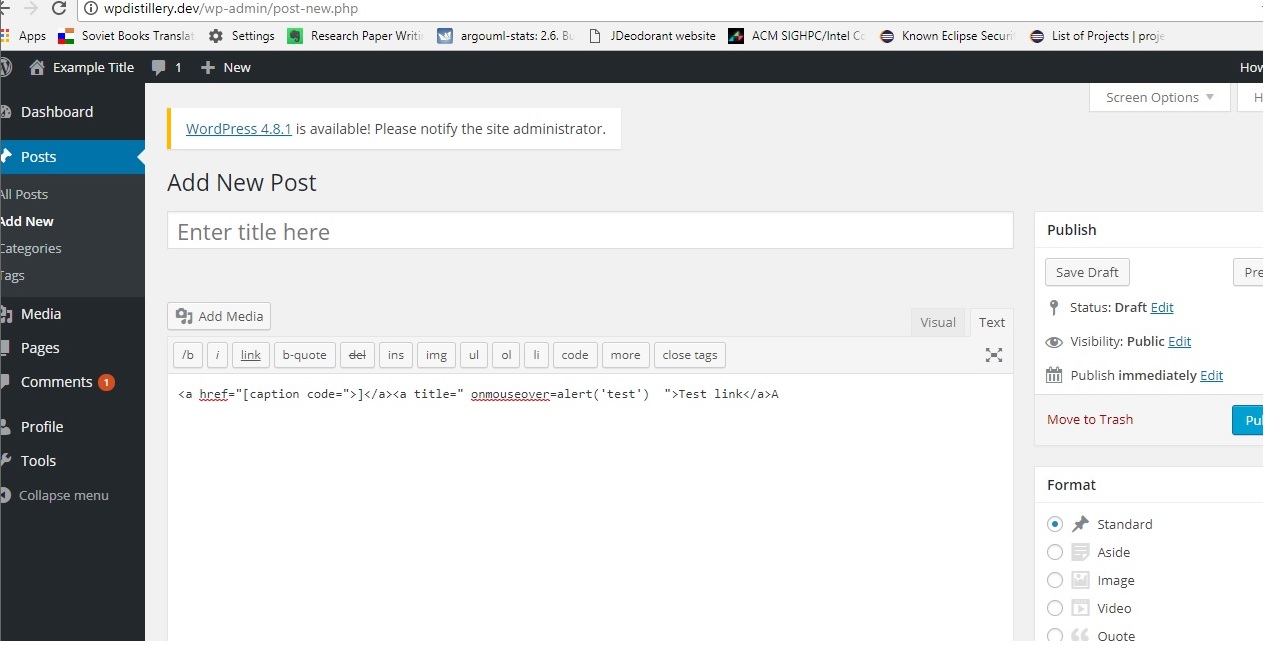 wpdistillery.dev/wp-admin/post-new.php
Apps Soviet Books Translat Settings Research Paper Writi argouml-stats: 2.6. Bu JDeodorant website ACM SIGHPC/Intel Co Known Eclipse Securi List of Projects | proje
Example Title 1 + New How
Dashboard
Screen Options
H
WordPress 4.8.1 is available! Please notify the site administrator.
Posts
All Posts
Add New
Categories
Tags
Media
Pages
Comments 1
Profile
Tools
Collapse menu
Add New Post
Enter title here
Add Media
Visual Text
/b i link b-quote del ins img ul ol li code more close tags
<a href="[caption code=">]</a><a title=" onmouseover=alert('test')  ">Test link</a>A
Publish
Save Draft Pre
Status: Draft Edit
Visibility: Public Edit
Publish immediately Edit
Move to Trash Pu
Format
Standard
Aside
Image
Video
Quote